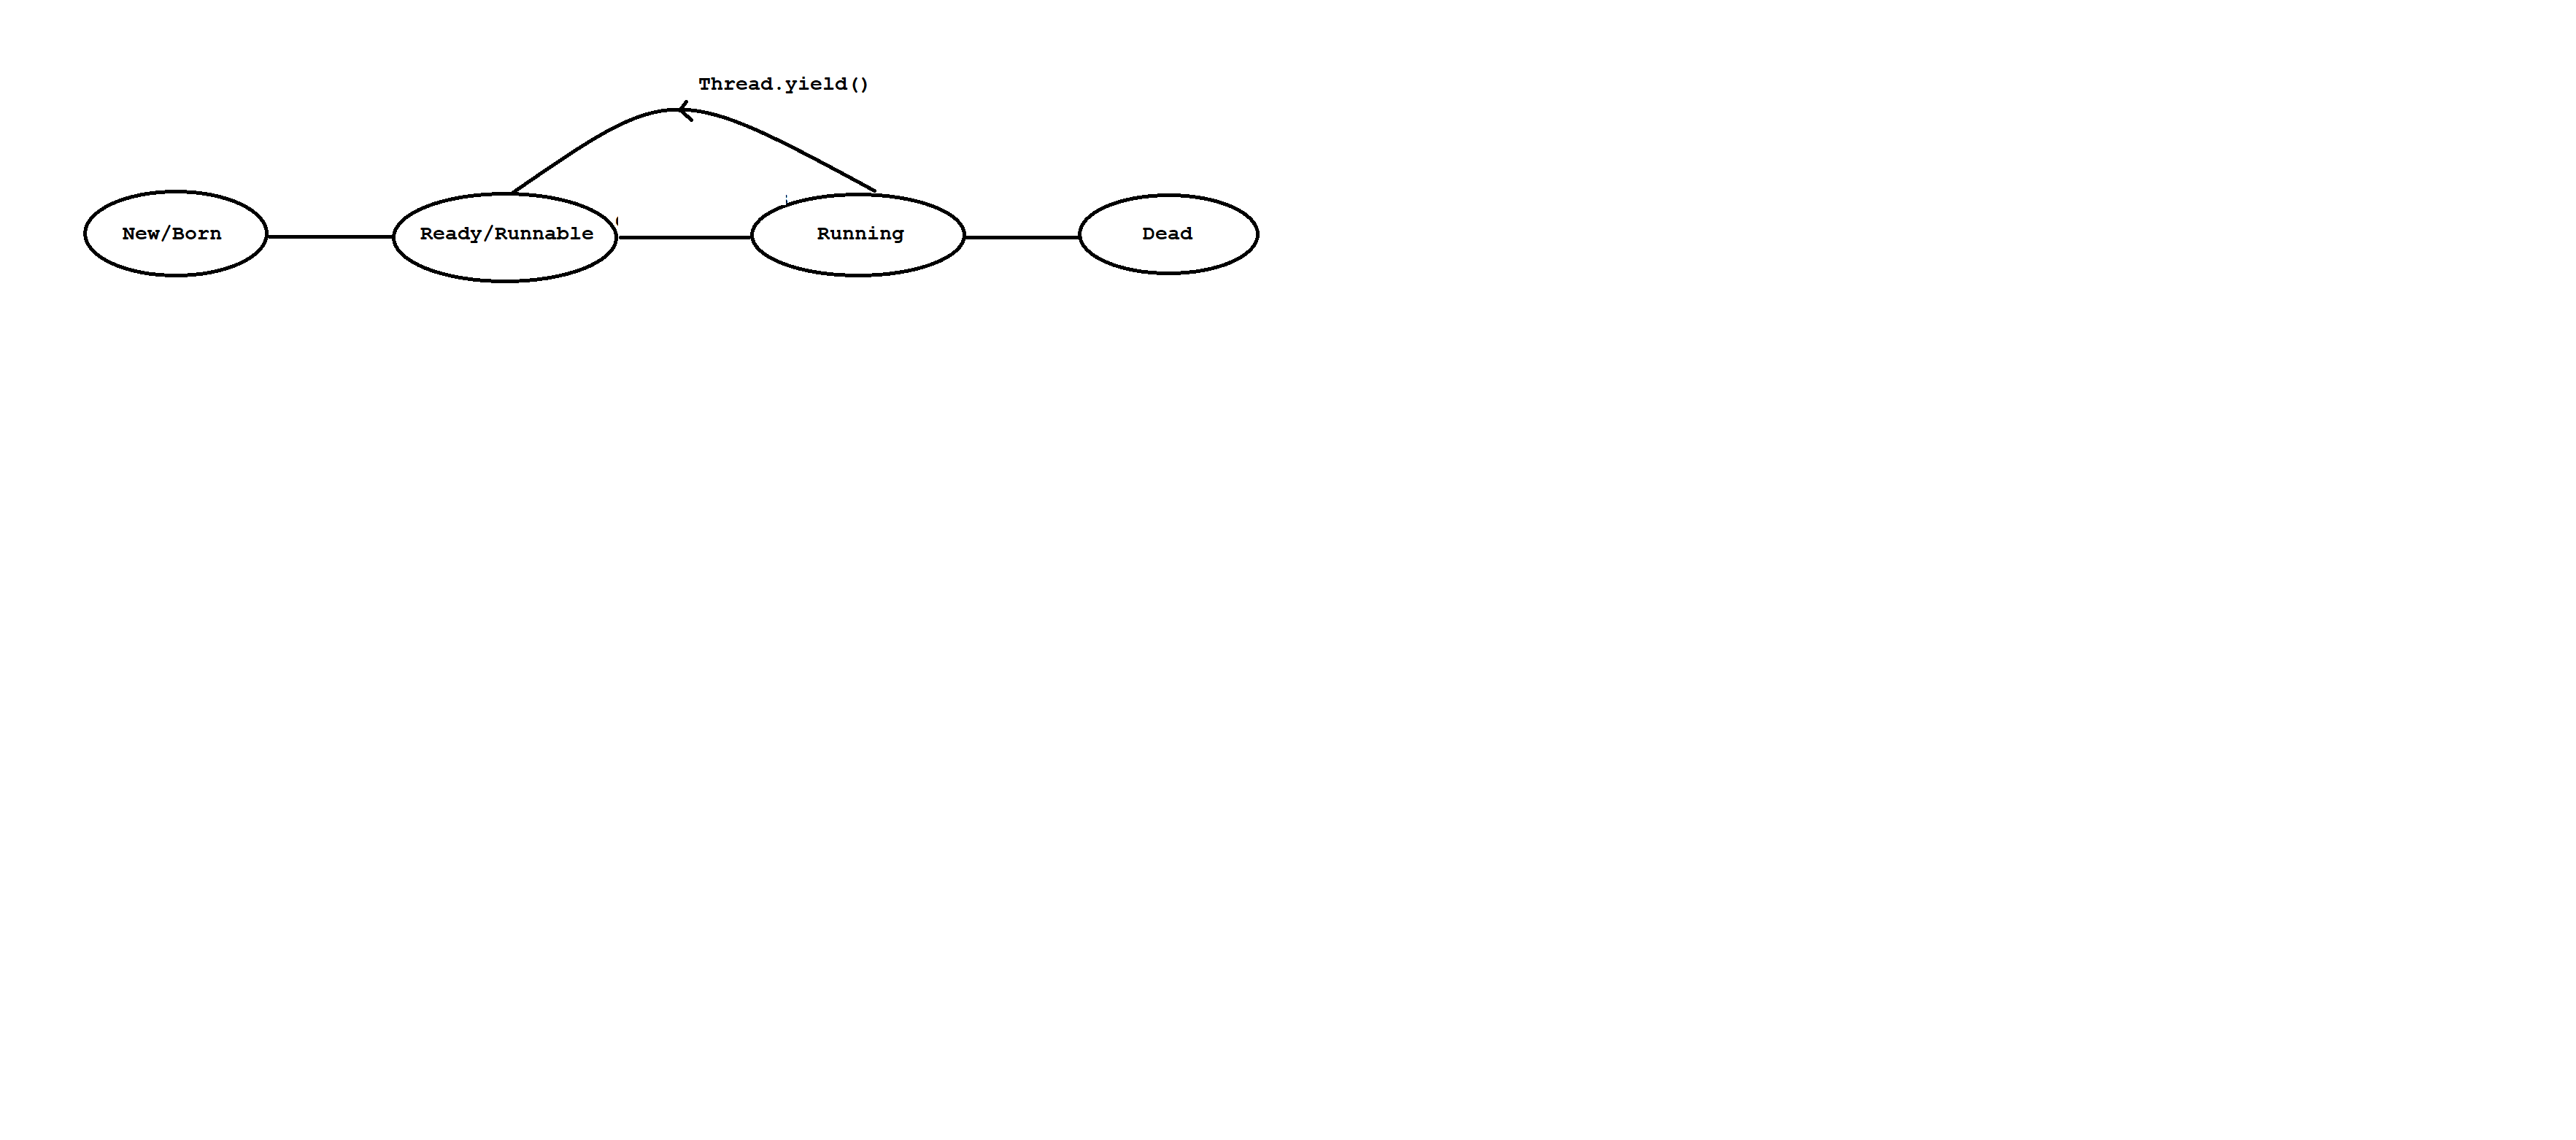 Thread.yield()
New/Born
Ready/Runnable
Running
Dead